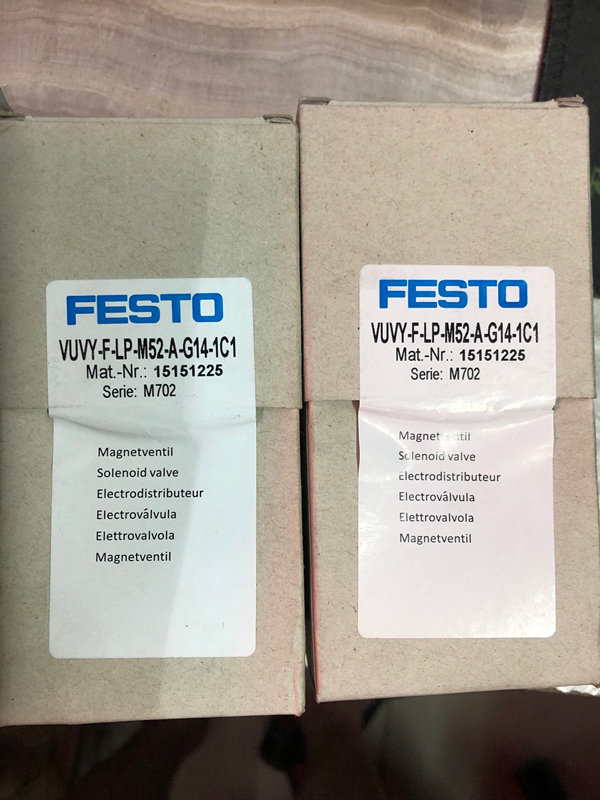 FESTO
VUVY-F-LP-M52-A-G14-1C1
Mat.-Nr.: 15151225
Serie: M702
Magnetventil
Solenoid valve
Electrodistributeur
Electroválvula
Elettrovalvola
Magnetventil
FESTO
VUVY-F-LP-M52-A-G14-1C1
Mat.-Nr.: 15151225
Serie: M702
Magnetventil
Solenoid valve
Electrodistributeur
Electroválvula
Elettrovalvola
Magnetventil